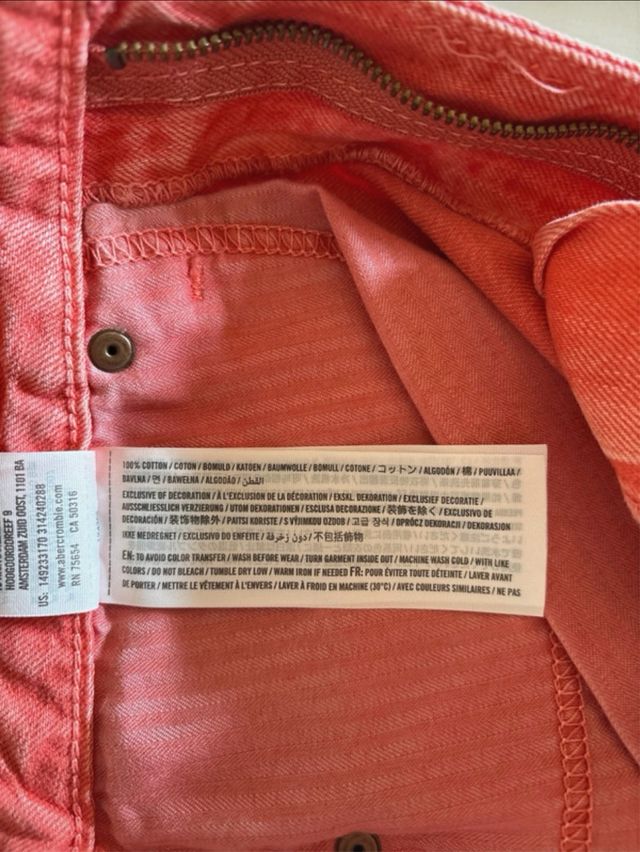 HOOGOORDDREEF 9
AMSTERDAM ZUID OOST, 1101 BA
US: 149233170 314240288
www.abercrombie.com
RN 75654 CA 50316
100% COTTON / COTON / BOMULD / KATOEN / BAUMWOLLE / BOMULL / COTONE / コットン / ALGODÓN / 棉 / PUUVILLAA /
BAVLNA / 면 / BAWEŁNA / ALGODÃO / القطن
EXCLUSIVE OF DECORATION / À L'EXCLUSION DE LA DÉCORATION / EKSKL. DEKORATION / EXCLUSIEF DECORATIE /
AUSSCHLIESSLICH VERZIERUNG / UTOM DEKORATIONEN / ESCLUSA DECORAZIONE / 装飾を除く / EXCLUSIVO DE
DECORACIÓN / 装饰物除外 / PAITSI KORISTE / S VÝJIMKOU OZDOB / 고급 장식 / OPRÓCZ DEKORACJI / DEKORASJON
IKKE MEDREGNET / EXCLUSIVO DO ENFEITE / دون زخرفة / 不包括飾物
EN: TO AVOID COLOR TRANSFER / WASH BEFORE WEAR / TURN GARMENT INSIDE OUT / MACHINE WASH COLD / WITH LIKE
COLORS / DO NOT BLEACH / TUMBLE DRY LOW / WARM IRON IF NEEDED FR: POUR ÉVITER TOUTE DÉTEINTE / LAVER AVANT
DE PORTER / METTRE LE VÊTEMENT À L'ENVERS / LAVER À FROID EN MACHINE (30°C) / AVEC COULEURS SIMILAIRES / NE PAS